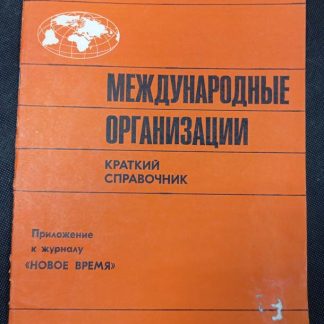 МЕЖДУНАРОДНЫЕ
ОРГАНИЗАЦИИ
КРАТКИЙ
СПРАВОЧНИК
Приложение
к журналу
«НОВОЕ ВРЕМЯ»